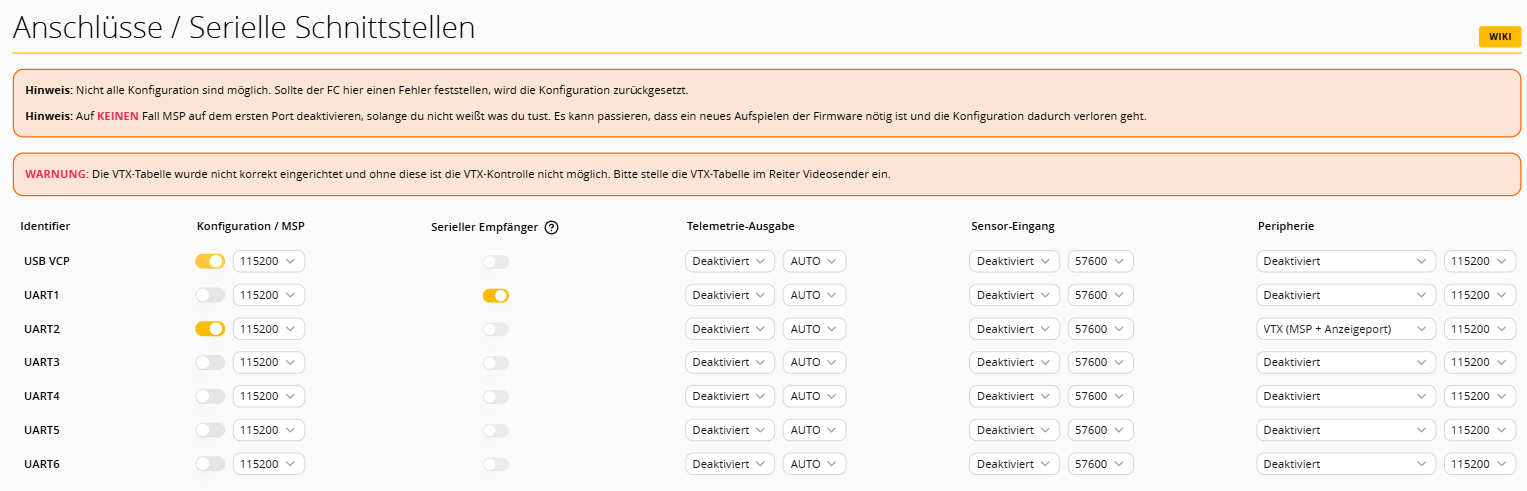 Anschlüsse / Serielle Schnittstellen
WIKI
Hinweis: Nicht alle Konfiguration sind möglich. Sollte der FC hier einen Fehler feststellen, wird die Konfiguration zurückgesetzt.
Hinweis: Auf KEINEN Fall MSP auf dem ersten Port deaktivieren, solange du nicht weißt was du tust. Es kann passieren, dass ein neues Aufspielen der Firmware nötig ist und die Konfiguration dadurch verloren geht.
WARNUNG: Die VTX-Tabelle wurde nicht korrekt eingerichtet und ohne diese ist die VTX-Kontrolle nicht möglich. Bitte stelle die VTX-Tabelle im Reiter Videosender ein.
Identifier Konfiguration / MSP Serieller Empfänger ? Telemetrie-Ausgabe Sensor-Eingang Peripherie
USB VCP 115200 Deaktiviert AUTO Deaktiviert 57600 Deaktiviert 115200
UART1 115200 Deaktiviert AUTO Deaktiviert 57600 Deaktiviert 115200
UART2 115200 Deaktiviert AUTO Deaktiviert 57600 VTX (MSP + Anzeigeport) 115200
UART3 115200 Deaktiviert AUTO Deaktiviert 57600 Deaktiviert 115200
UART4 115200 Deaktiviert AUTO Deaktiviert 57600 Deaktiviert 115200
UART5 115200 Deaktiviert AUTO Deaktiviert 57600 Deaktiviert 115200
UART6 115200 Deaktiviert AUTO Deaktiviert 57600 Deaktiviert 115200